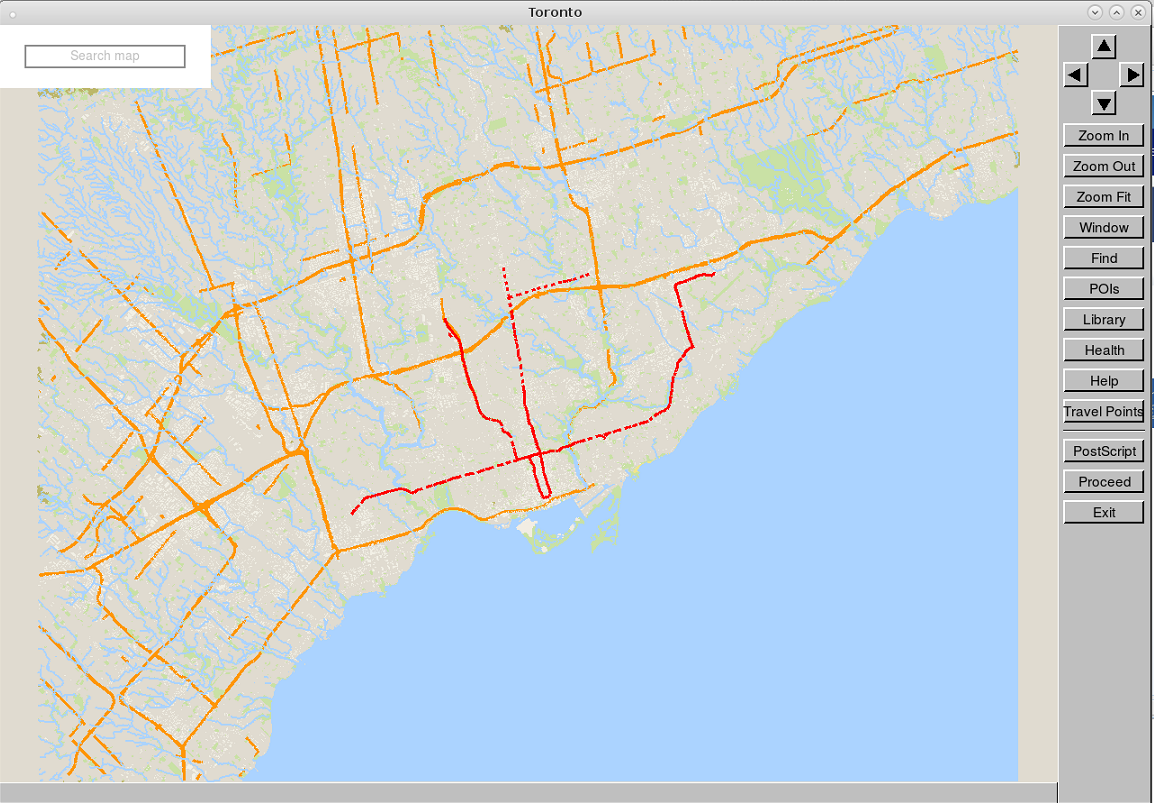 Toronto
Search map
Zoom In
Zoom Out
Zoom Fit
Window
Find
POIs
Library
Health
Help
Travel Points
PostScript
Proceed
Exit